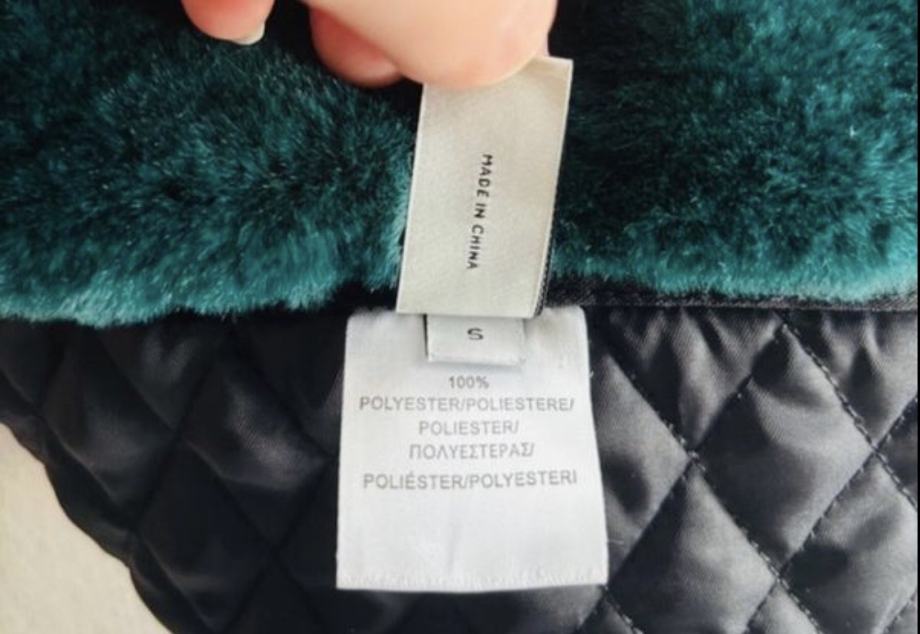 MADE IN CHINA
S
100%
POLYESTER/POLIESTERE/
POLIESTER/
ΠΟΛΥΕΣΤΕΡΑΣ/
POLIÉSTER/POLYESTERI